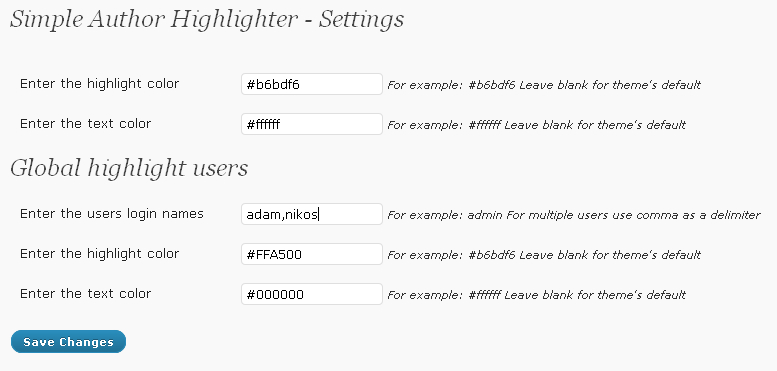 Simple Author Highlighter - Settings
Enter the highlight color #b6bdf6 For example: #b6bdf6 Leave blank for theme's default
Enter the text color #ffffff For example: #ffffff Leave blank for theme's default
Global highlight users
Enter the users login names adam,nikos For example: admin For multiple users use comma as a delimiter
Enter the highlight color #FFA500 For example: #b6bdf6 Leave blank for theme's default
Enter the text color #000000 For example: #ffffff Leave blank for theme's default
Save Changes